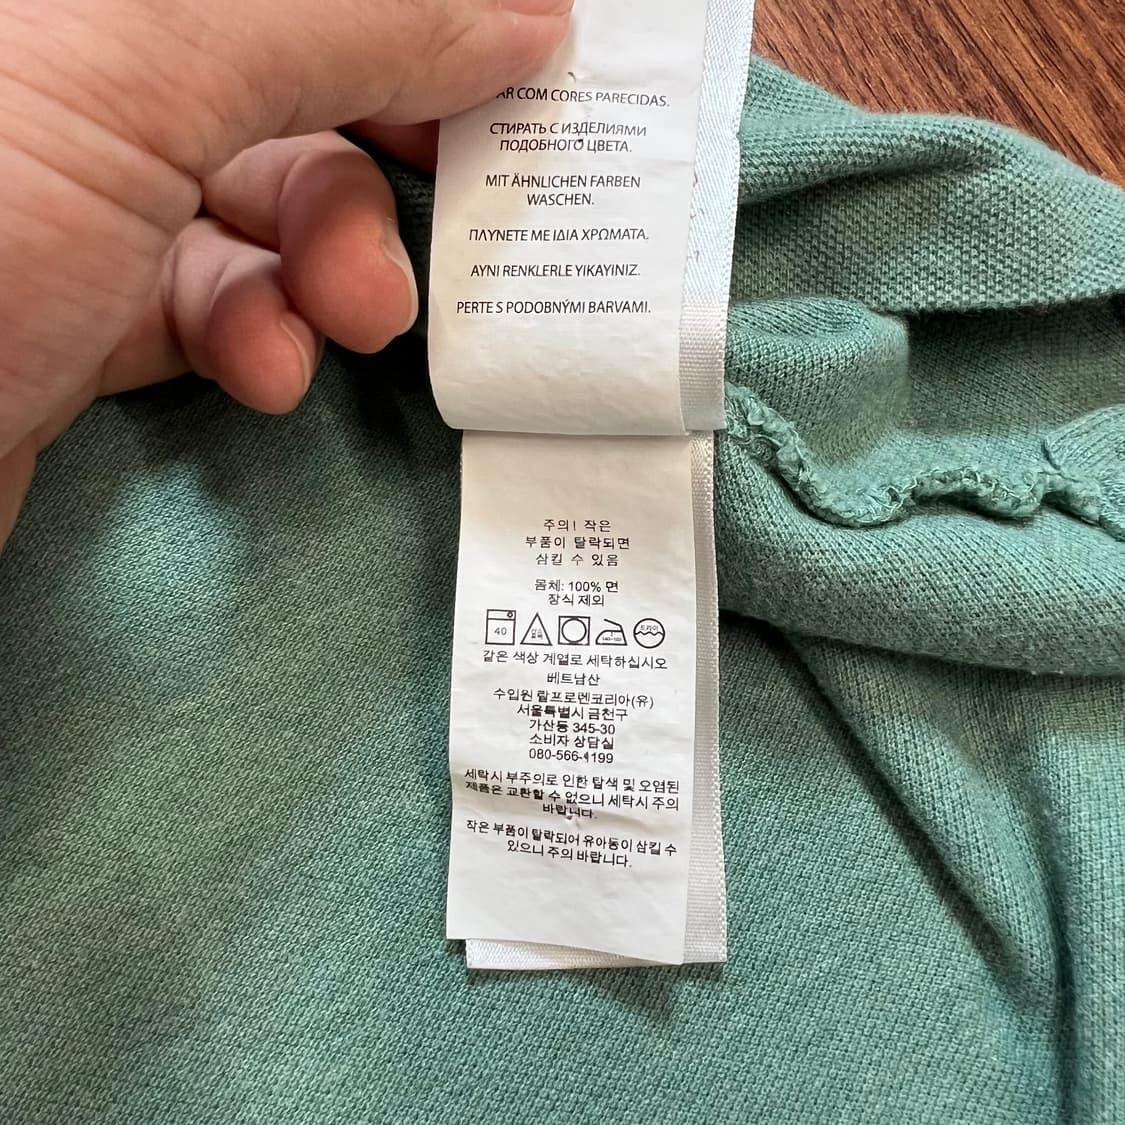 AR COM CORES PARECIDAS.
СТИРАТЬ С ИЗДЕЛИЯМИ
ПОДОБНОГО ЦВЕТА.
MIT ÄHNLICHEN FARBEN
WASCHEN.
ΠΛΥΝΕΤΕ ΜΕ ΙΔΙΑ ΧΡΩΜΑΤΑ.
AYNI RENKLERLE YIKAYINIZ.
PERTE S PODOBNÝMI BARVAMI.
주의! 작은
부품이 탈락되면
삼킬 수 있음
몸체: 100% 면
장식 제외
40
140-160
드라이
같은 색상 계열로 세탁하십시오
베트남산
수입원 랄프로렌코리아(유)
서울특별시 금천구
가산동 345-30
소비자 상담실
080-566-4199
세탁시 부주의로 인한 탈색 및 오염된
제품은 교환할 수 없으니 세탁시 주의
바랍니다.
작은 부품이 탈락되어 유아동이 삼킬 수
있으니 주의 바랍니다.